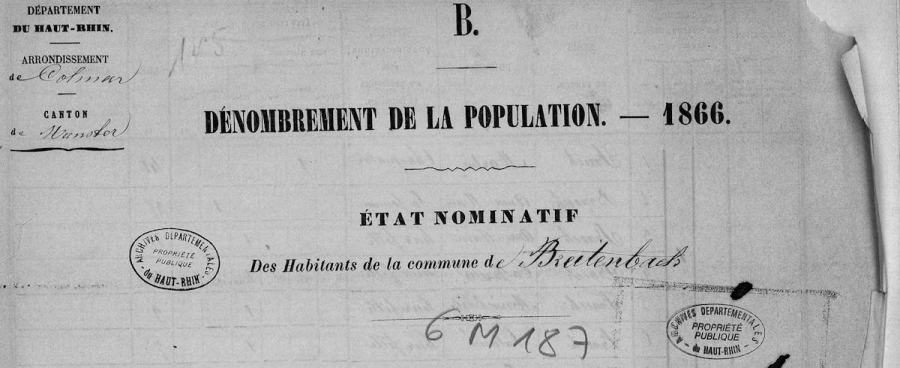 DÉPARTEMENT
DU HAUT-RHIN.
ARRONDISSEMENT
de Colmar
CANTON
de Munster
B.
DÉNOMBREMENT DE LA POPULATION. — 1866.
ÉTAT NOMINATIF
Des Habitants de la commune de Breitenbach
ARCHIVES DÉPARTEMENTALES
PROPRIÉTÉ
PUBLIQUE
du HAUT-RHIN
6 M 187
ARCHIVES DÉPARTEMENTALES
PROPRIÉTÉ
PUBLIQUE
du HAUT-RHIN